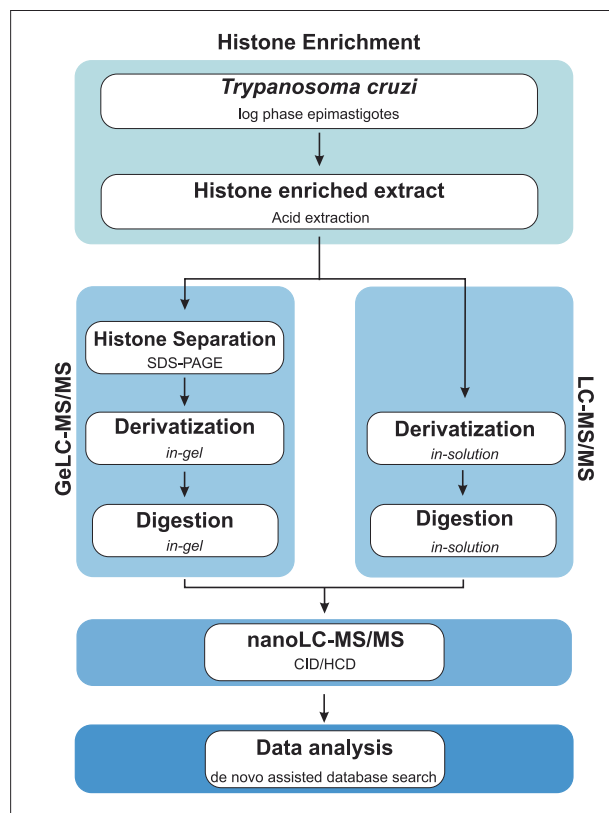 Histone Enrichment
Trypanosoma cruzi
log phase epimastigotes
Histone enriched extract
Acid extraction
GeLC-MS/MS
Histone Separation
SDS-PAGE
Derivatization
in-gel
Digestion
in-gel
LC-MS/MS
Derivatization
in-solution
Digestion
in-solution
nanoLC-MS/MS
CID/HCD
Data analysis
de novo assisted database search